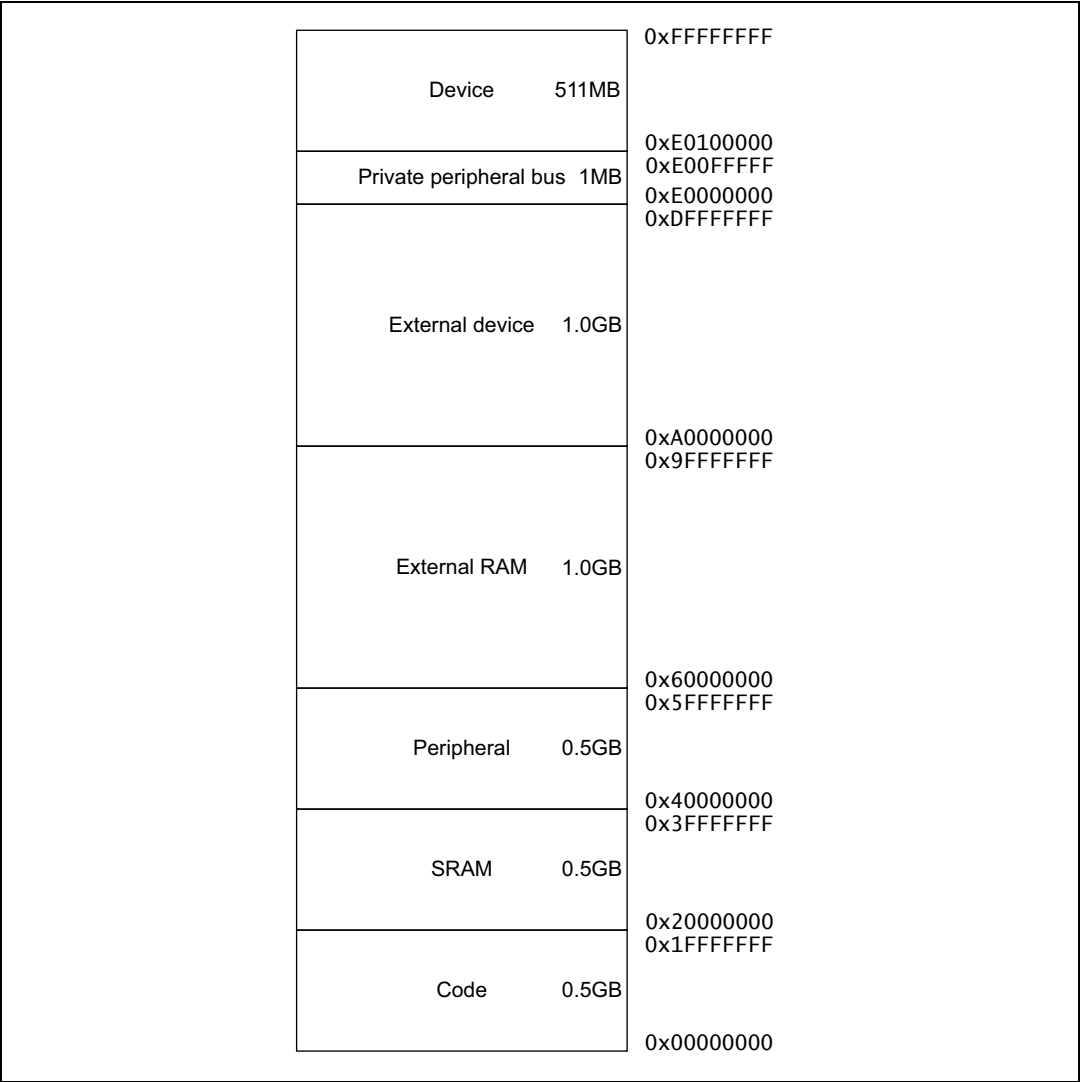 0xFFFFFFFF
Device 511MB
0xE0100000
0xE00FFFFF
Private peripheral bus 1MB
0xE0000000
0xDFFFFFFF
External device 1.0GB
0xA0000000
0x9FFFFFFF
External RAM 1.0GB
0x60000000
0x5FFFFFFF
Peripheral 0.5GB
0x40000000
0x3FFFFFFF
SRAM 0.5GB
0x20000000
0x1FFFFFFF
Code 0.5GB
0x00000000